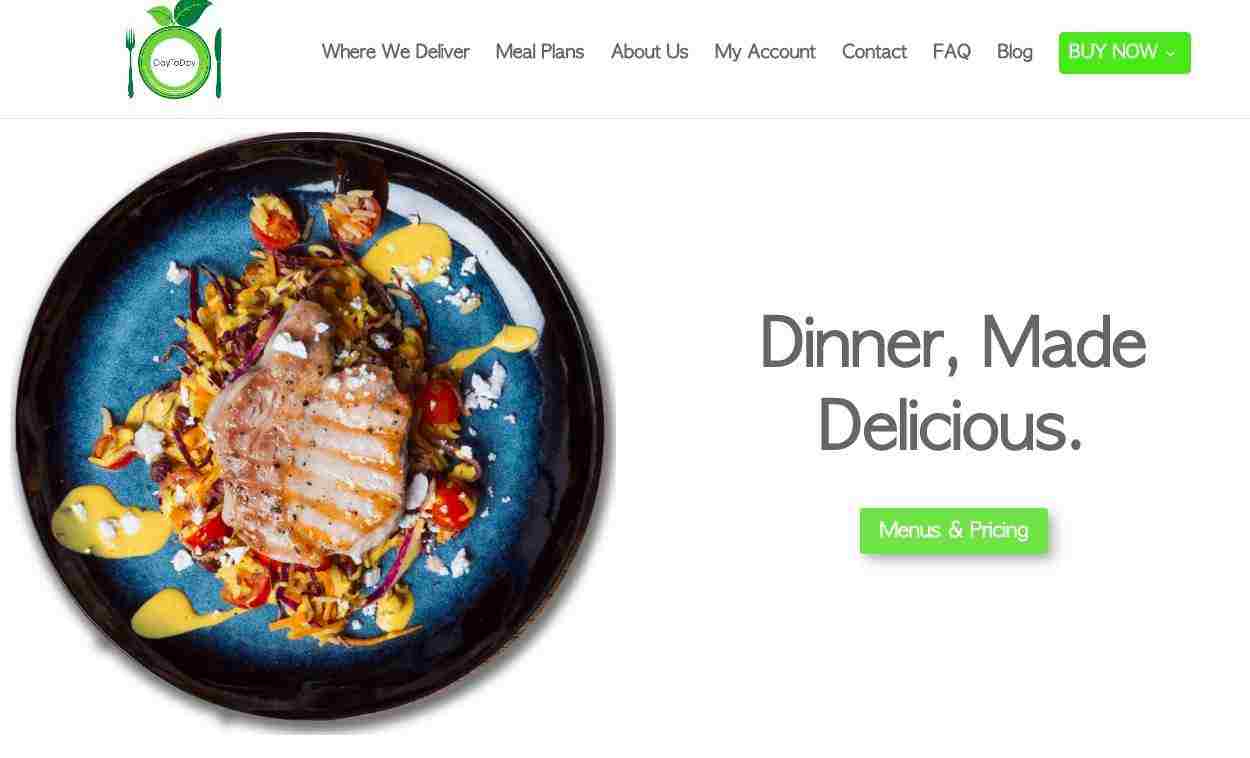 DayToDay
Where We Deliver
Meal Plans
About Us
My Account
Contact
FAQ
Blog
BUY NOW
Dinner, Made
Delicious.
Menus & Pricing